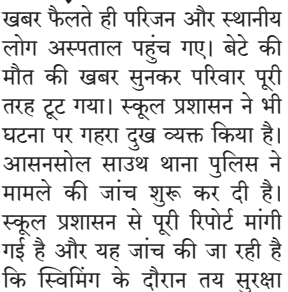 खबर फैलते ही परिजन और स्थानीय
लोग अस्पताल पहुंच गए। बेटे की
मौत की खबर सुनकर परिवार पूरी
तरह टूट गया। स्कूल प्रशासन ने भी
घटना पर गहरा दुख व्यक्त किया है।
आसनसोल साउथ थाना पुलिस ने
मामले की जांच शुरू कर दी है।
स्कूल प्रशासन से पूरी रिपोर्ट मांगी
गई है और यह जांच की जा रही है
कि स्विमिंग के दौरान तय सुरक्षा